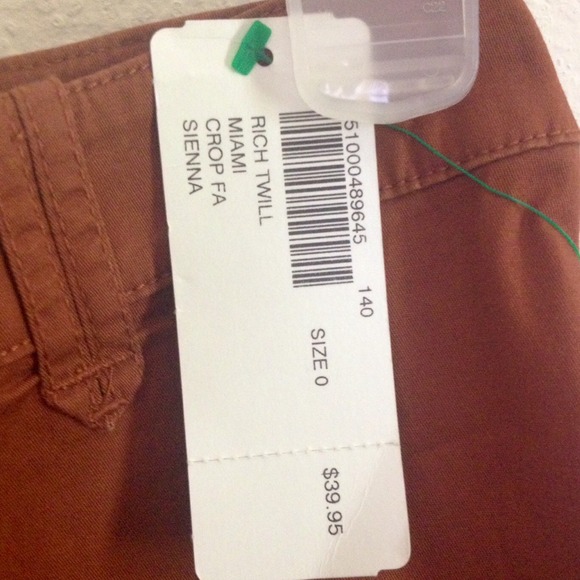 RICH TWILL
MIAMI
CROP FA
SIENNA
51000489645
140
SIZE 0
$39.95